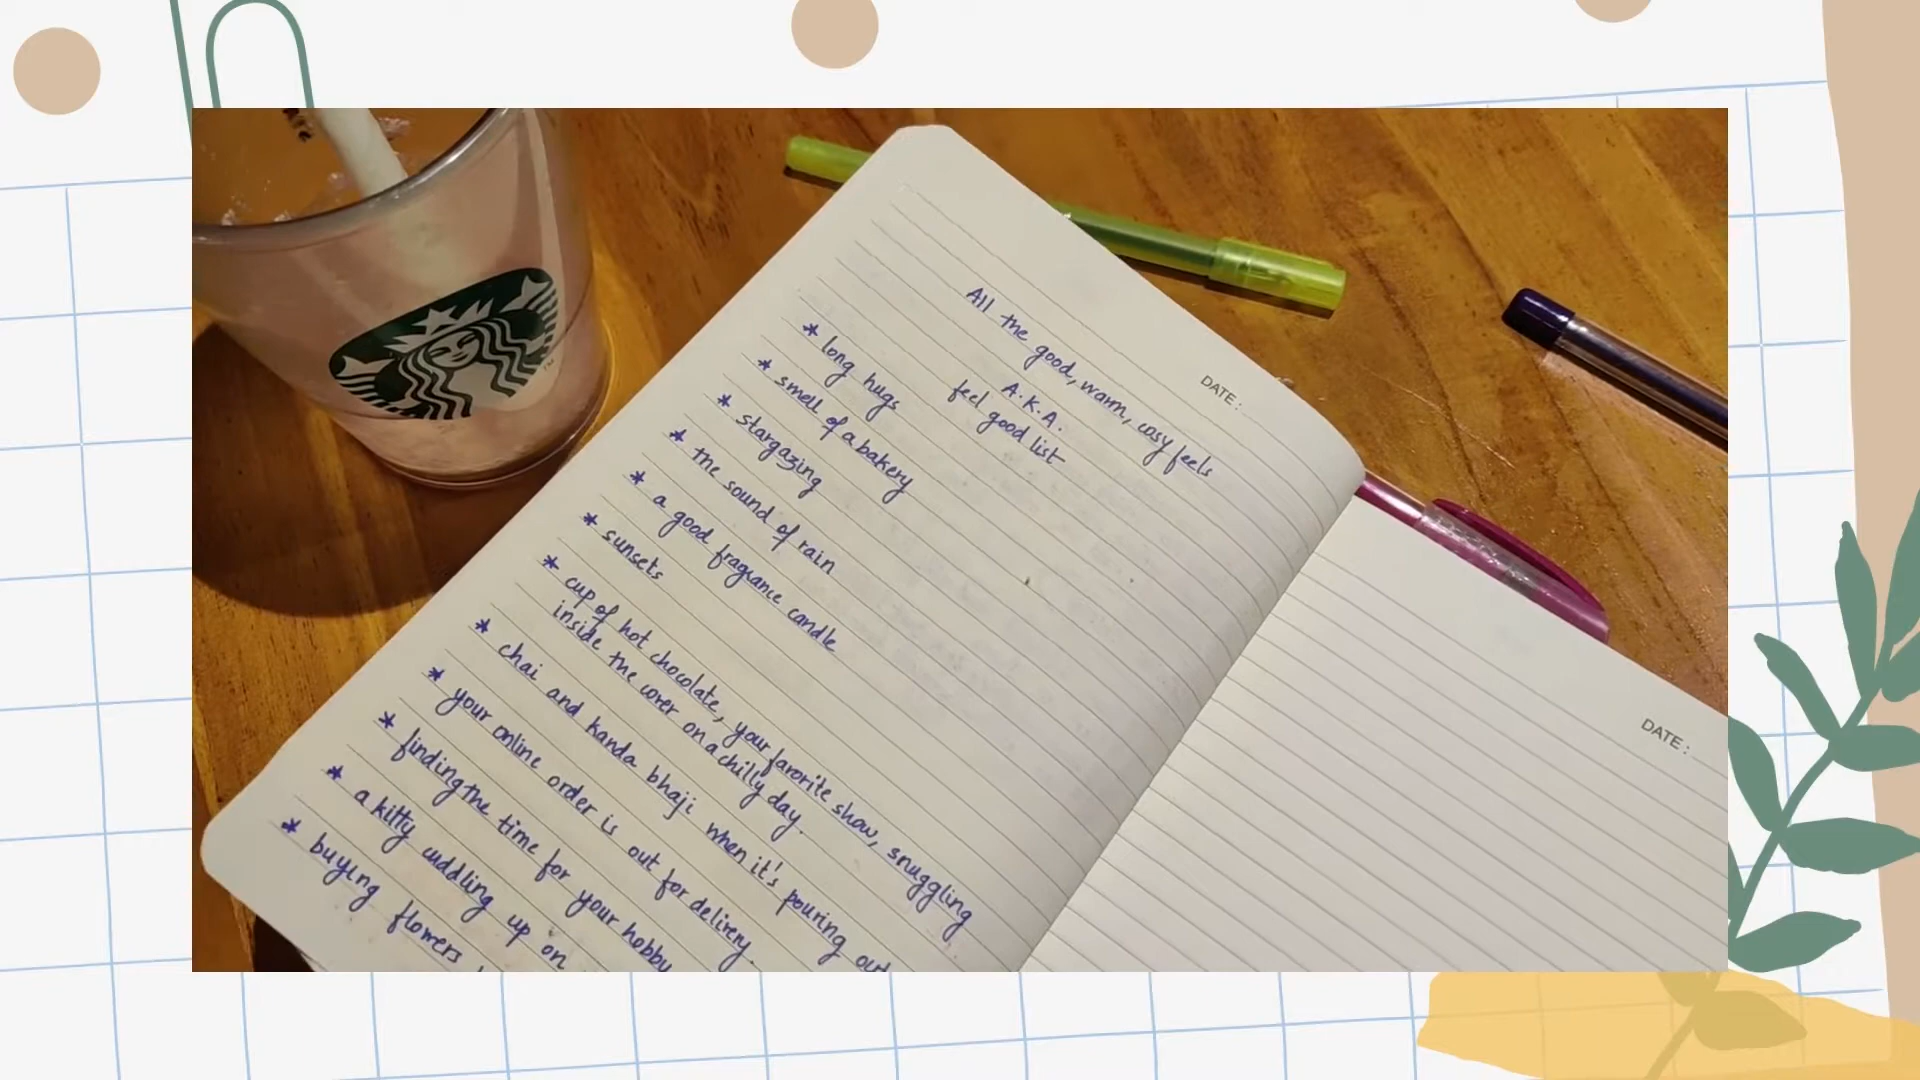 All the good, warm, cosy feels
A.K.A.
feel good list
* long hugs
* smell of a bakery
* stargazing
* the sound of rain
* a good fragrance candle
* sunsets
* cup of hot chocolate, your favorite show, snuggling
inside the cover on a chilly day.
* chai and kanda bhaji when it's pouring out
* your online order is out for delivery.
* finding the time for your hobby
* a kitty cuddling up on
* buying flowers
DATE:
DATE: